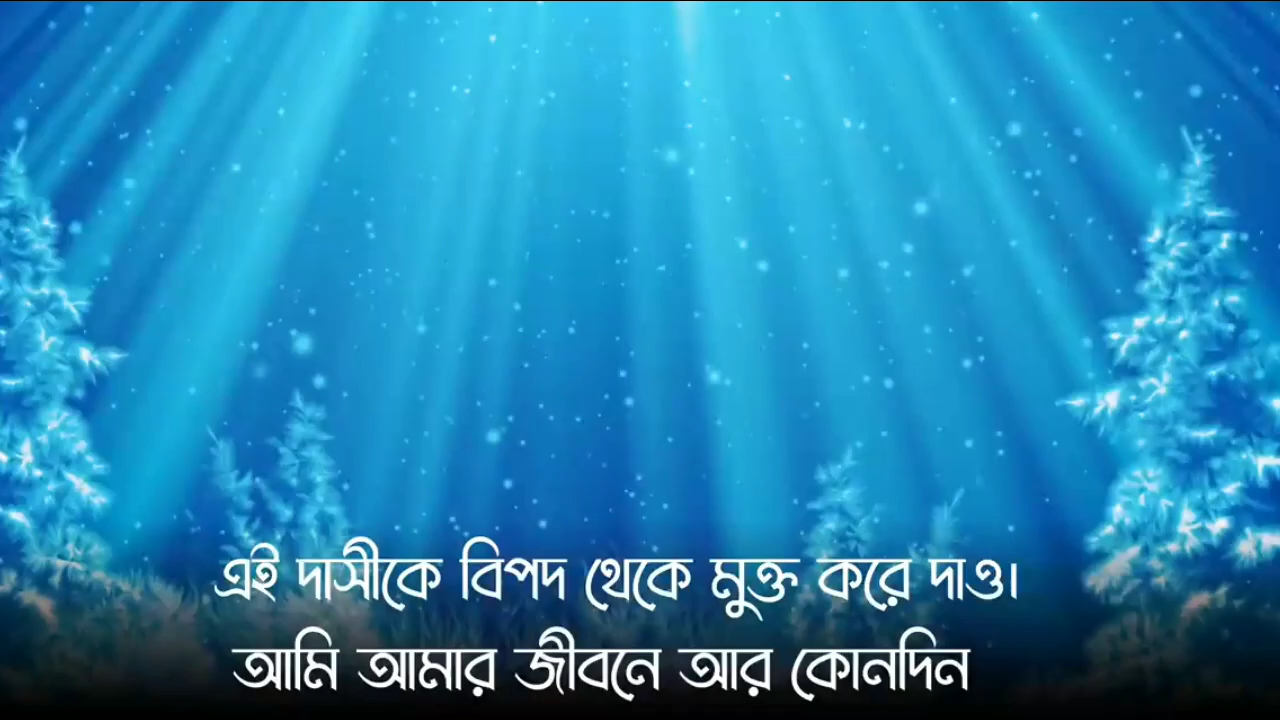 এই দাসীকে বিপদ থেকে মুক্ত করে দাও।
আমি আমার জীবনে আর কোনদিন